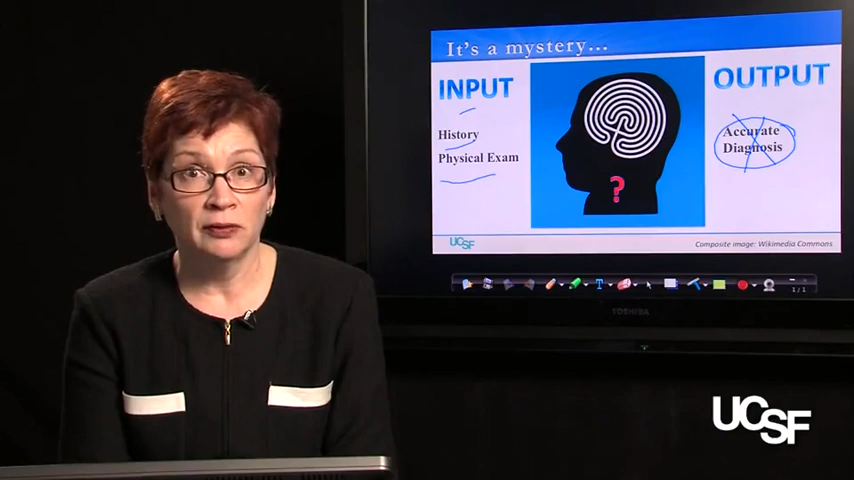 It's a mystery...
INPUT
OUTPUT
History
Physical Exam
Accurate
Diagnosis
?
UCSF
Composite image: Wikimedia Commons
T
1/1
TOSHIBA
UCSF